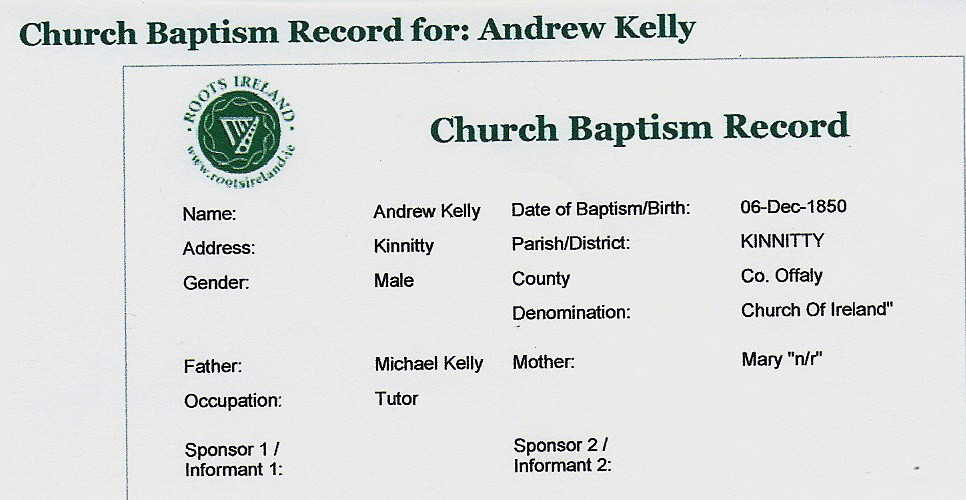 Church Baptism Record for: Andrew Kelly
ROOTS IRELAND
www.rootsireland.ie
Church Baptism Record
Name: Andrew Kelly Date of Baptism/Birth: 06-Dec-1850
Address: Kinnitty Parish/District: KINNITTY
Gender: Male County Co. Offaly
Denomination: Church Of Ireland"
Father: Michael Kelly Mother: Mary "n/r"
Occupation: Tutor
Sponsor 1 / Sponsor 2 /
Informant 1: Informant 2: